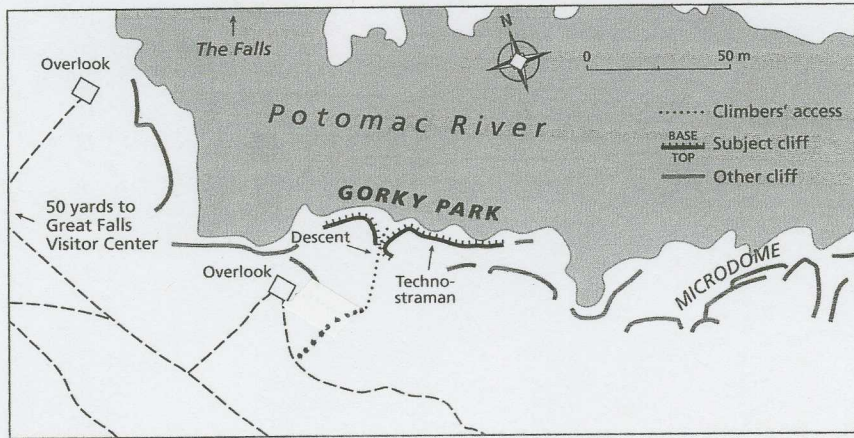 The Falls
N
Overlook
0
50 m
Potomac River
Climbers' access
BASE
TOP
Subject cliff
Other cliff
GORKY PARK
50 yards to
Great Falls
Visitor Center
Descent
Overlook
Techno-
straman
MICRODOME